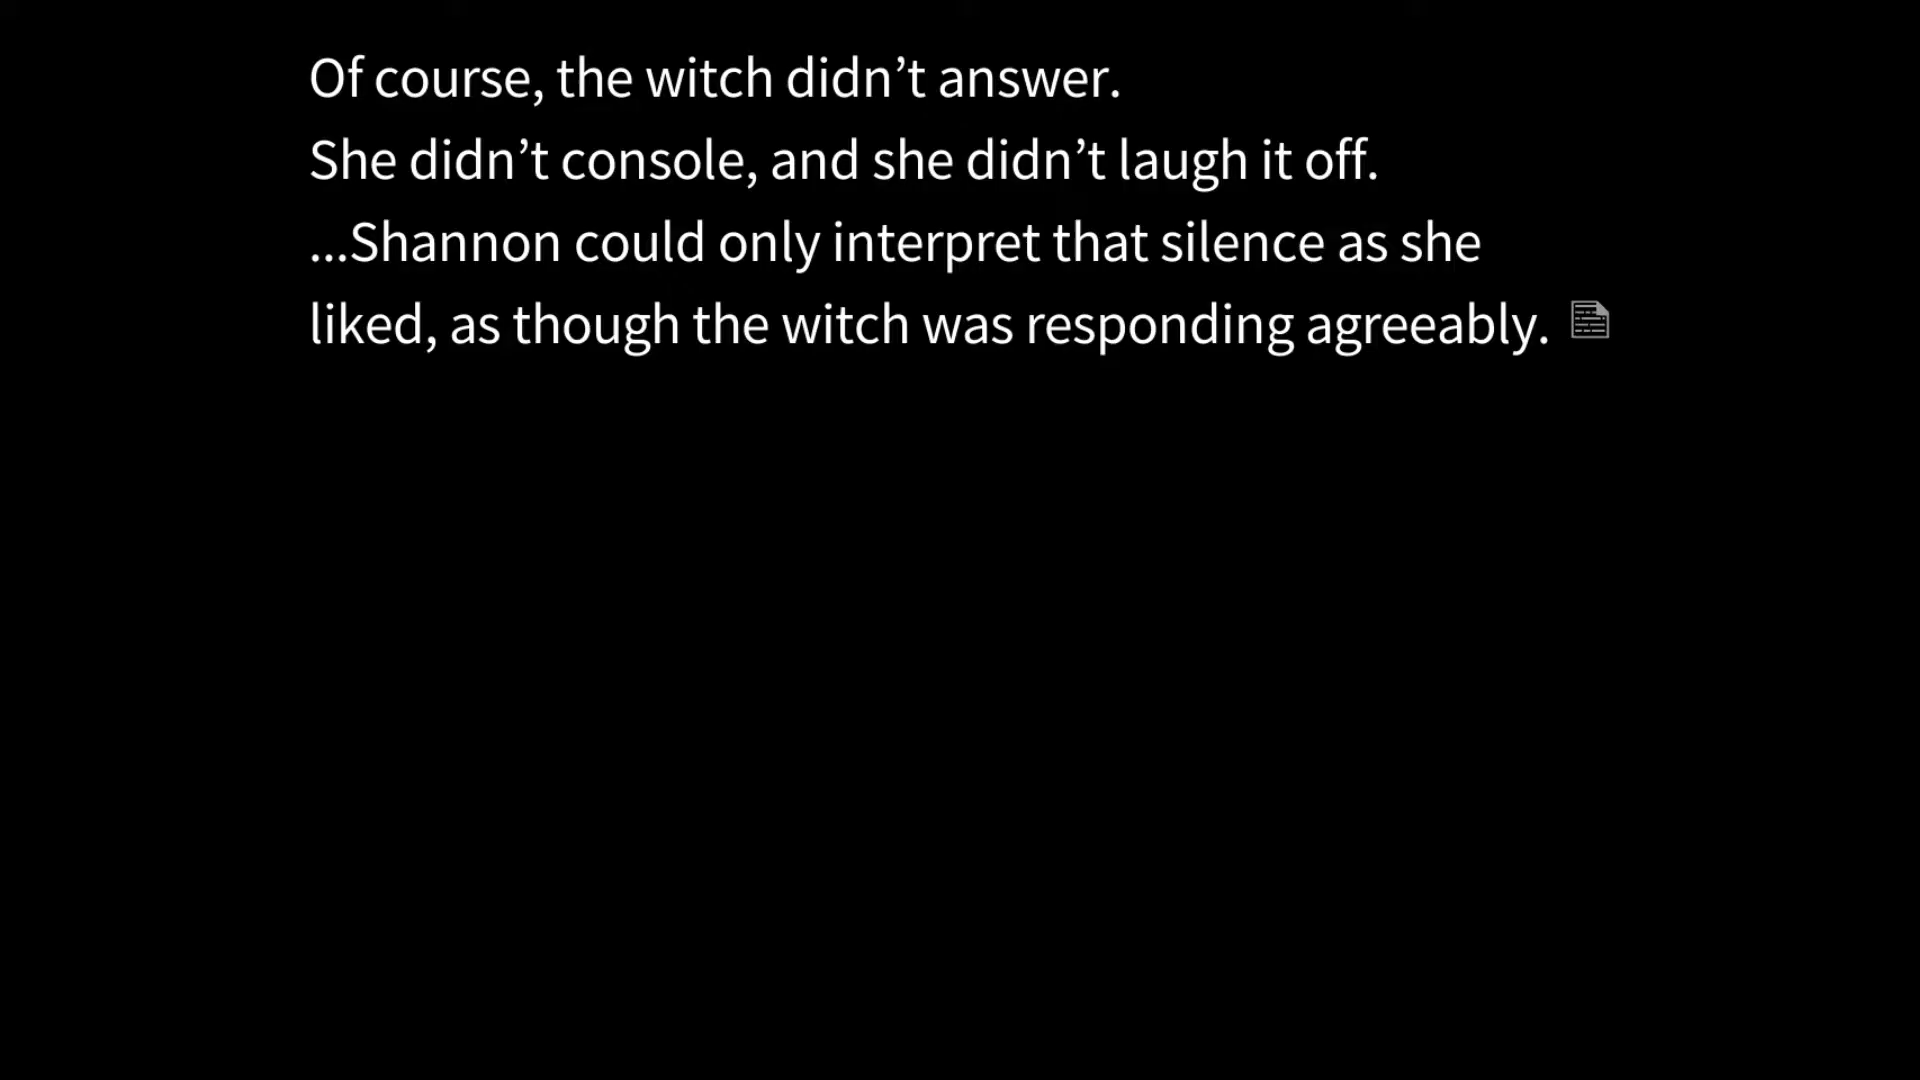 Of course, the witch didn’t answer.
She didn’t console, and she didn’t laugh it off.
...Shannon could only interpret that silence as she
liked, as though the witch was responding agreeably.